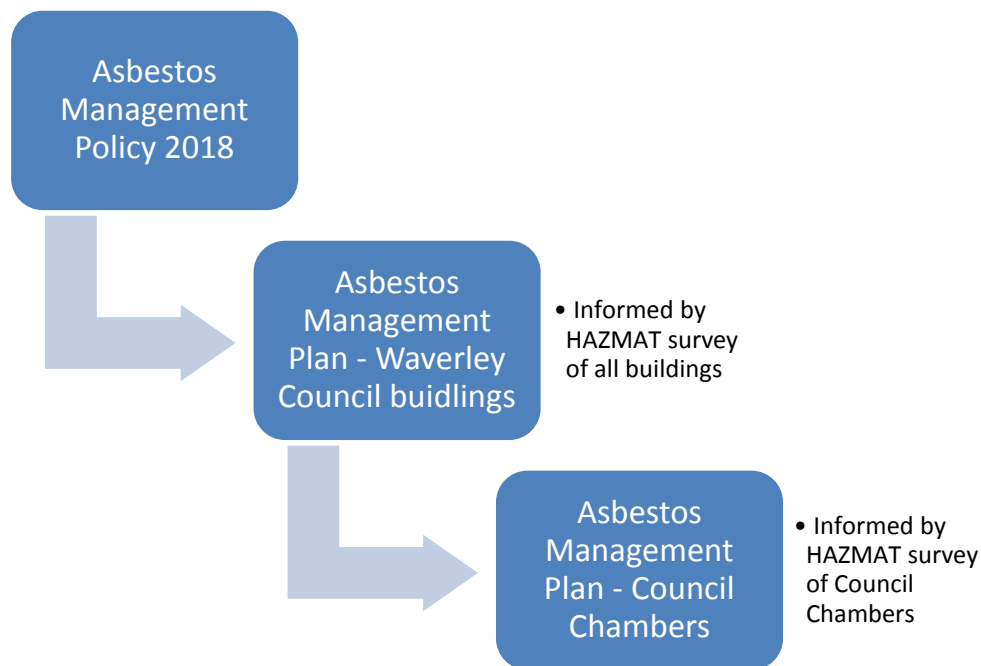 Asbestos
Management
Policy 2018
Asbestos
Management
Plan - Waverley
Council buidlings
• Informed by
HAZMAT survey
of all buildings
Asbestos
Management
Plan - Council
Chambers
• Informed by
HAZMAT survey
of Council
Chambers